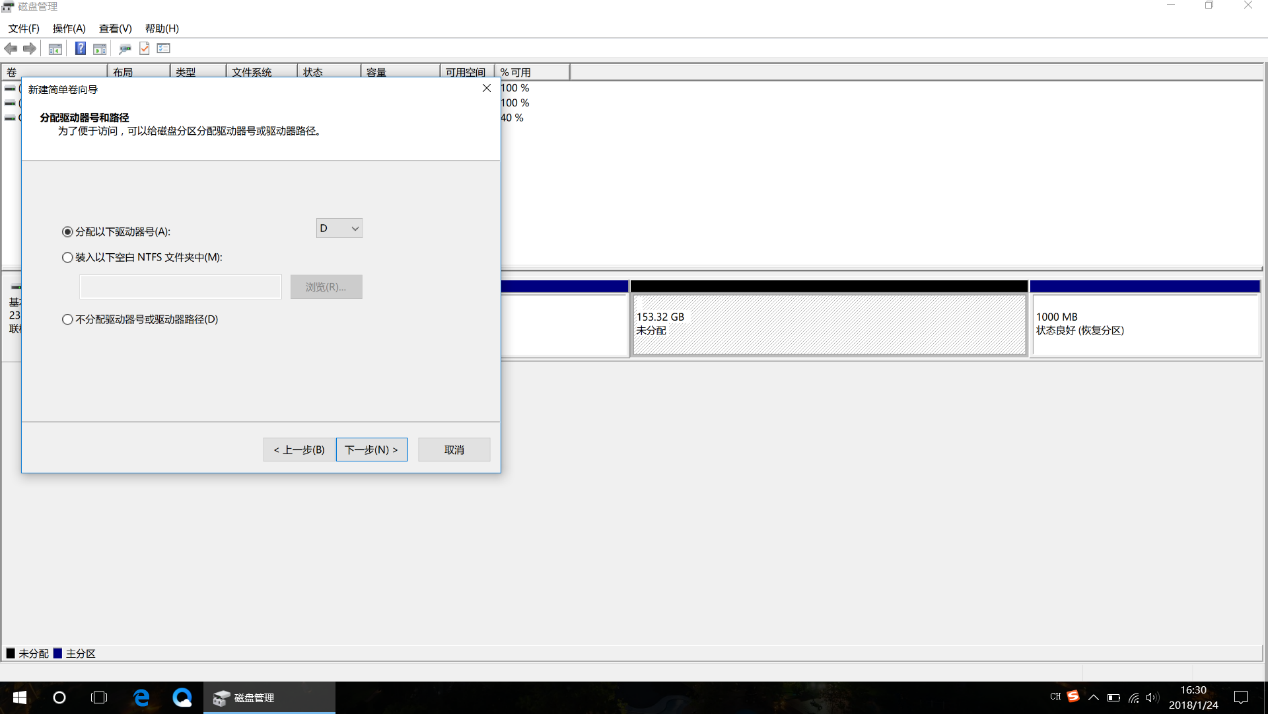 磁盘管理
文件(F) 操作(A) 查看(V) 帮助(H)
卷 布局 类型 文件系统 状态 容量 可用空间 % 可用
100 %
100 %
40 %
新建简单卷向导
分配驱动器号和路径
为了便于访问，可以给磁盘分区分配驱动器号或驱动器路径。
分配以下驱动器号(A): D
装入以下空白 NTFS 文件夹中(M):
浏览(R)...
不分配驱动器号或驱动器路径(D)
< 上一步(B) 下一步(N) > 取消
23
153.32 GB
未分配
1000 MB
状态良好 (恢复分区)
未分配 主分区
磁盘管理
CH
16:30
2018/1/24